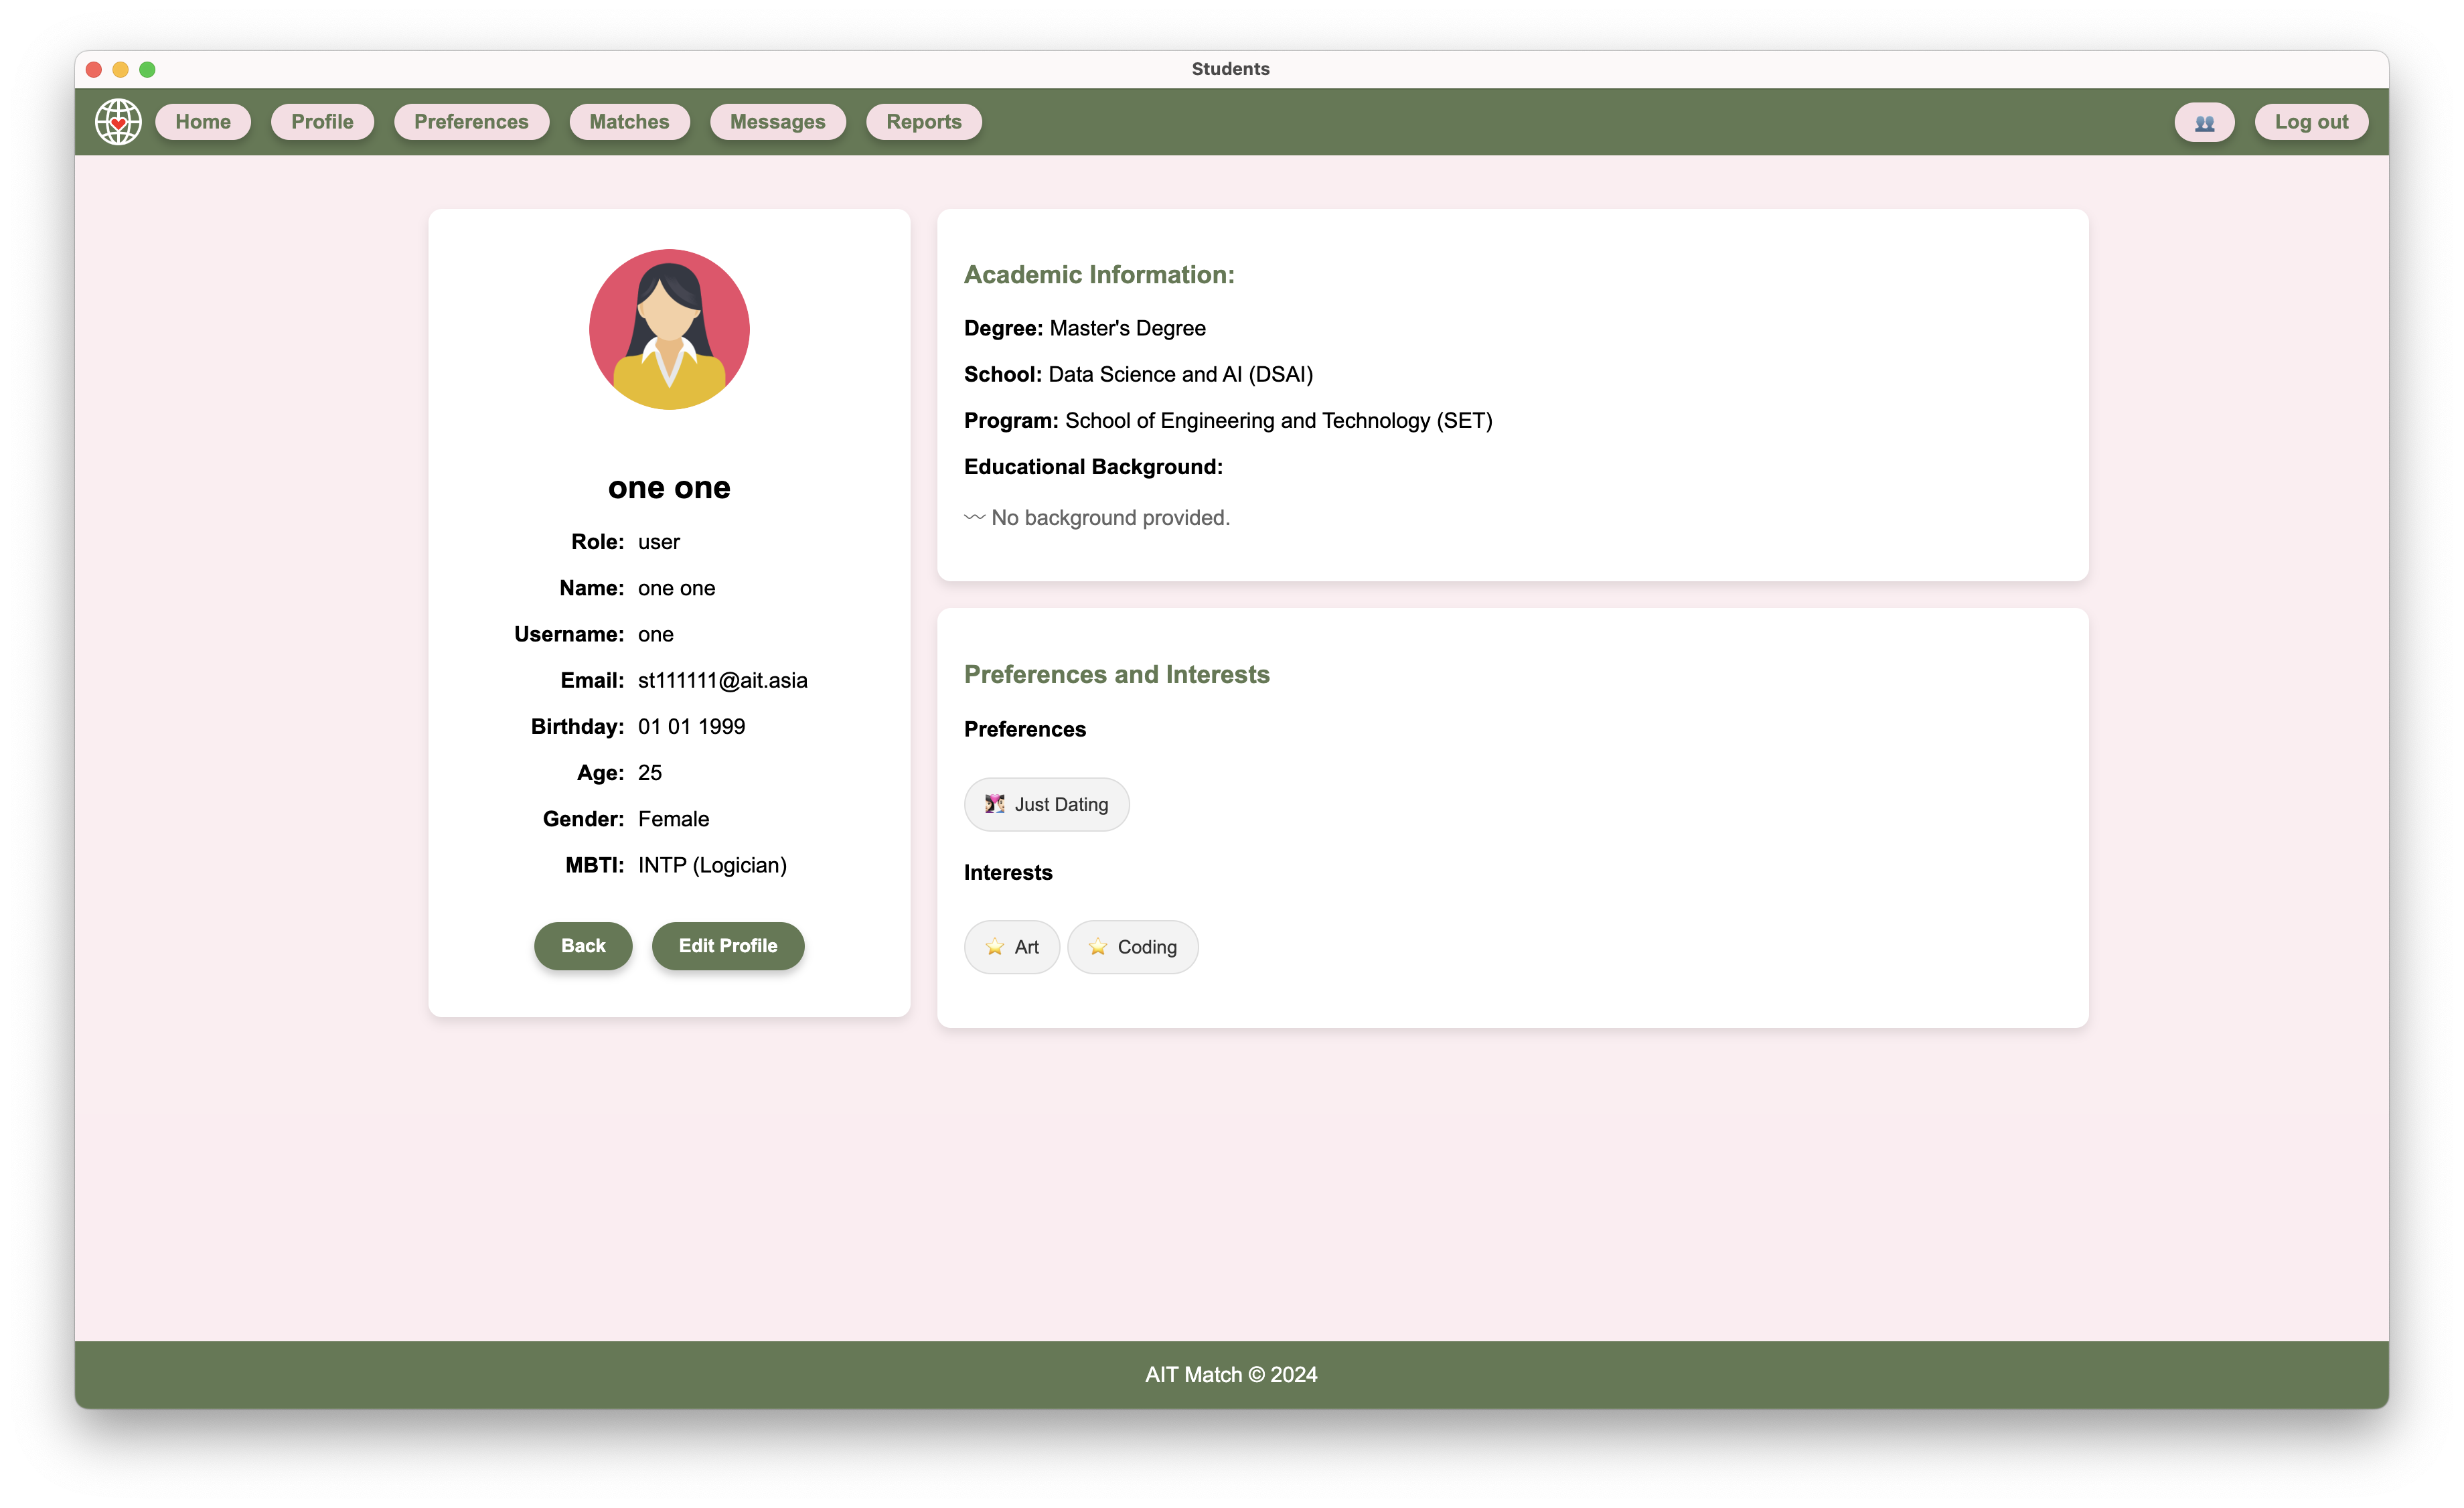 Students
Home Profile Preferences Matches Messages Reports Log out
one one
Role: user
Name: one one
Username: one
Email: st111111@ait.asia
Birthday: 01 01 1999
Age: 25
Gender: Female
MBTI: INTP (Logician)
Back Edit Profile
Academic Information:
Degree: Master's Degree
School: Data Science and AI (DSAI)
Program: School of Engineering and Technology (SET)
Educational Background:
〰 No background provided.
Preferences and Interests
Preferences
Just Dating
Interests
Art Coding
AIT Match © 2024